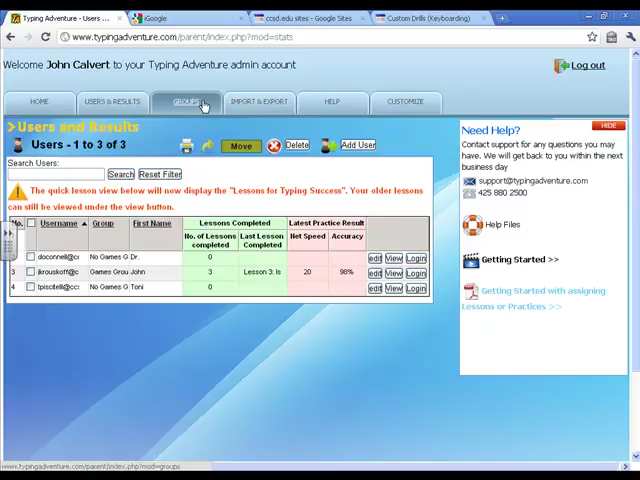 Typing Adventure - Users ...
iGoogle
ccsd.edu sites - Google Sites
Custom Drills (Keyboarding)
www.typingadventure.com/parent/index.php?mod=stats
Welcome John Calvert to your Typing Adventure admin account
Log out
HOME
USERS & RESULTS
GROUPS
IMPORT & EXPORT
HELP
CUSTOMIZE
Users and Results
Users - 1 to 3 of 3
Move
Delete
Add User
Search Users:
Search
Reset Filter
The quick lesson view below will now display the "Lessons for Typing Success". Your older lessons
can still be viewed under the view button.
No. Username Group First Name
Lessons Completed
Latest Practice Result
No. of Lessons completed
Last Lesson Completed
Net Speed
Accuracy
doconnell@cc No Games G Dr. 0 edit View Login
3 jkrouskoff@c Games Grou John 3 Lesson 3: ls 20 98% edit View Login
4 tpiscitelli@cc No Games G Toni 0 edit View Login
HIDE
Need Help?
Contact support for any questions you may
have. We will get back to you within the next
business day
support@typingadventure.com
425 880 2500
Help Files
Getting Started >>
Getting Started with assigning
Lessons or Practices >>
www.typingadventure.com/parent/index.php?mod=groups